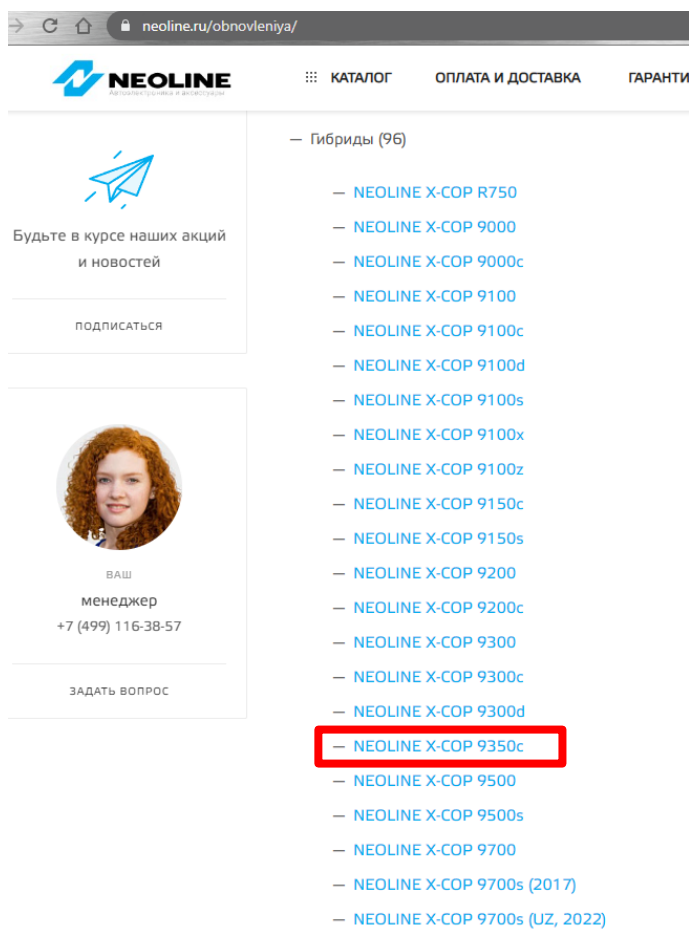 neoline.ru/obnovleniya/
NEOLINE
Автоэлектроника и аксессуары
КАТАЛОГ
ОПЛАТА И ДОСТАВКА
ГАРАНТИ
Будьте в курсе наших акций
и новостей
ПОДПИСАТЬСЯ
ВАШ
менеджер
+7 (499) 116-38-57
ЗАДАТЬ ВОПРОС
— Гибриды (96)
— NEOLINE X-COP R750
— NEOLINE X-COP 9000
— NEOLINE X-COP 9000c
— NEOLINE X-COP 9100
— NEOLINE X-COP 9100c
— NEOLINE X-COP 9100d
— NEOLINE X-COP 9100s
— NEOLINE X-COP 9100x
— NEOLINE X-COP 9100z
— NEOLINE X-COP 9150c
— NEOLINE X-COP 9150s
— NEOLINE X-COP 9200
— NEOLINE X-COP 9200c
— NEOLINE X-COP 9300
— NEOLINE X-COP 9300c
— NEOLINE X-COP 9300d
— NEOLINE X-COP 9350c
— NEOLINE X-COP 9500
— NEOLINE X-COP 9500s
— NEOLINE X-COP 9700
— NEOLINE X-COP 9700s (2017)
— NEOLINE X-COP 9700s (UZ, 2022)